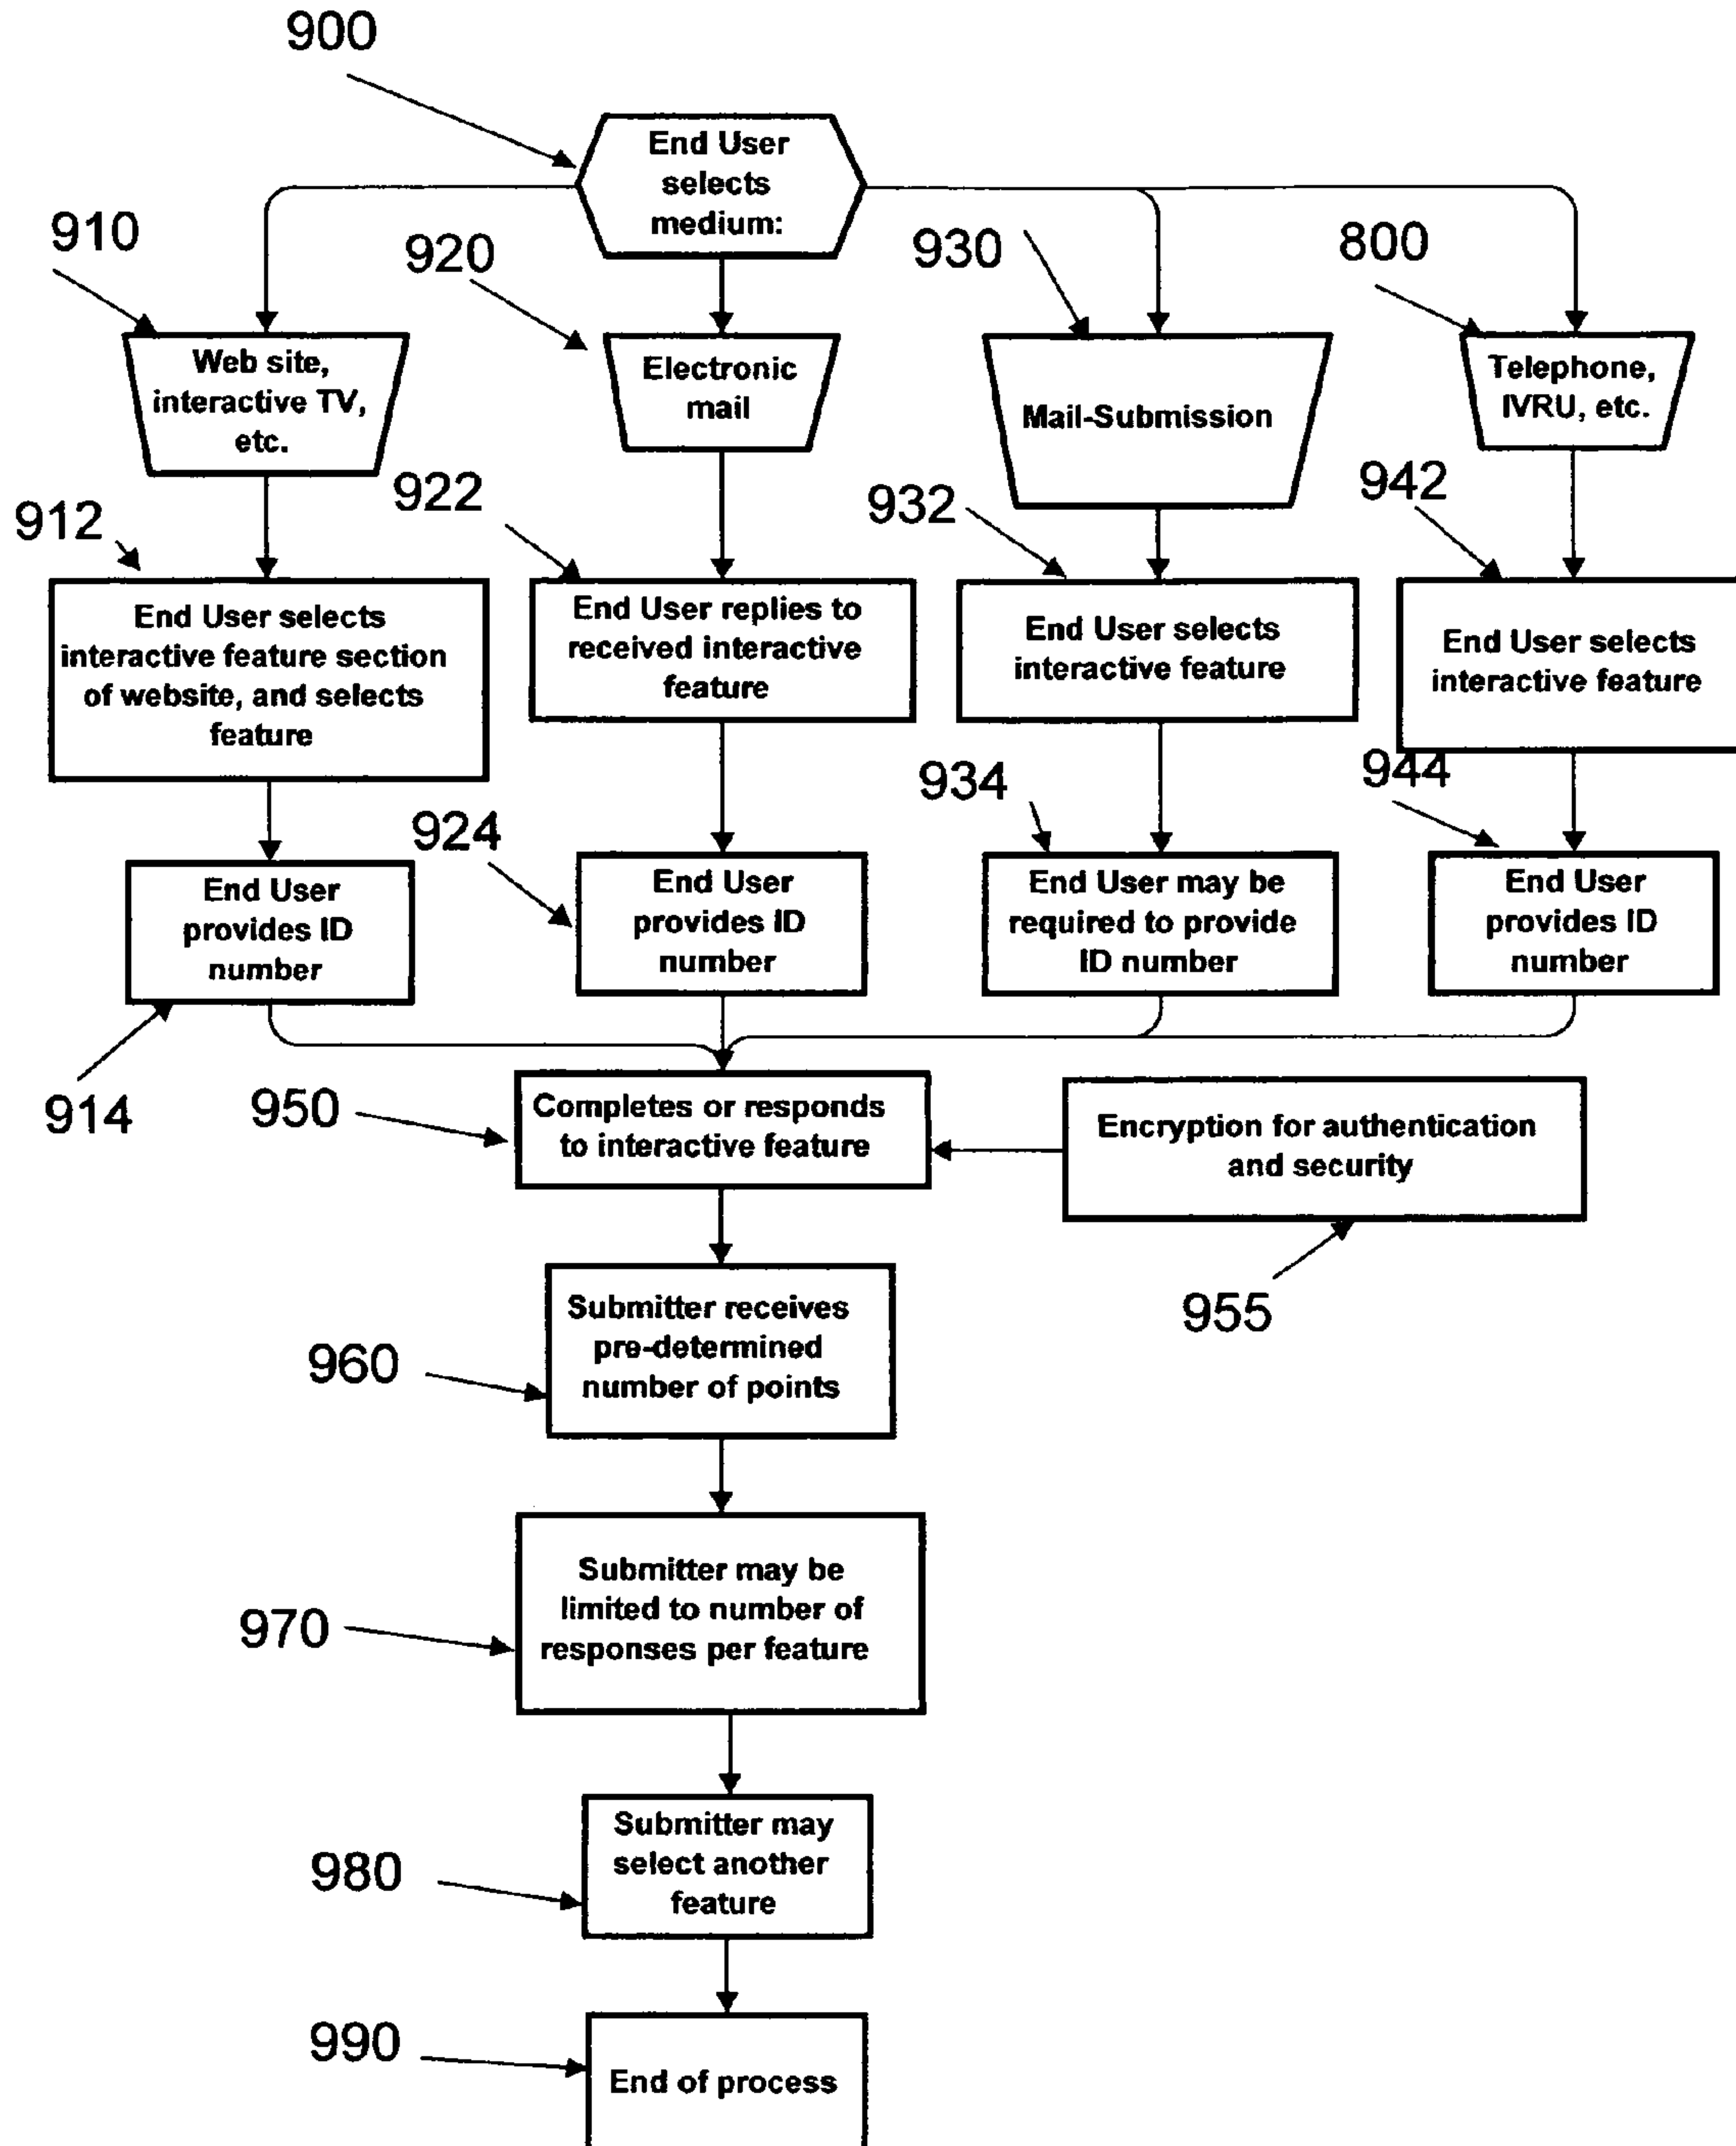 900
End User
selects
medium:
910
920
930
800
Web site,
interactive TV,
etc.
Electronic
mail
Mail-Submission
Telephone,
IVRU, etc.
912
922
932
942
End User selects
interactive feature section
of website, and selects
feature
End User replies to
received interactive
feature
End User selects
interactive feature
End User selects
interactive feature
924
934
944
End User
provides ID
number
End User
provides ID
number
End User may be
required to provide
ID number
End User
provides ID
number
914
950
Completes or responds
to interactive feature
Encryption for authentication
and security
955
960
Submitter receives
pre-determined
number of points
970
Submitter may be
limited to number of
responses per feature
980
Submitter may
select another
feature
990
End of process